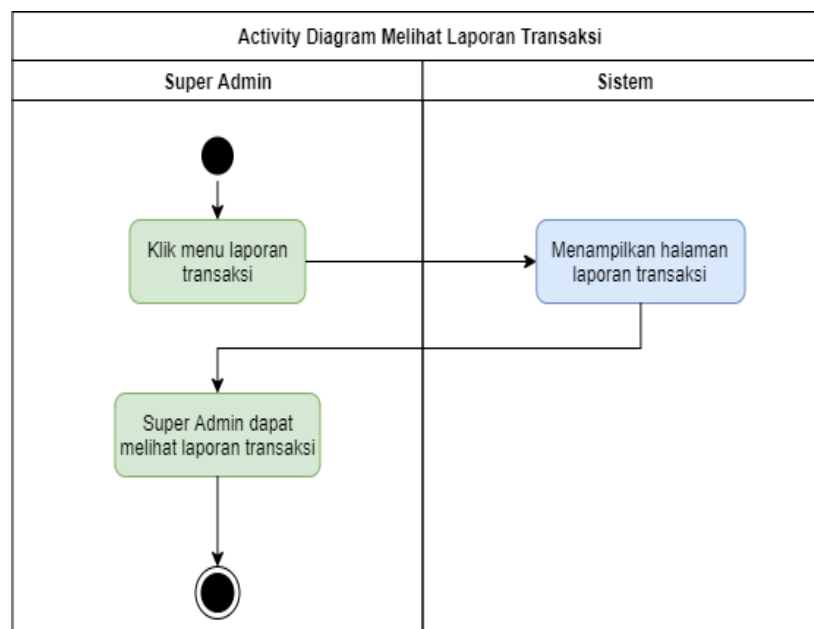 Activity Diagram Melihat Laporan Transaksi
Super Admin
Sistem
Klik menu laporan
transaksi
Menampilkan halaman
laporan transaksi
Super Admin dapat
melihat laporan transaksi